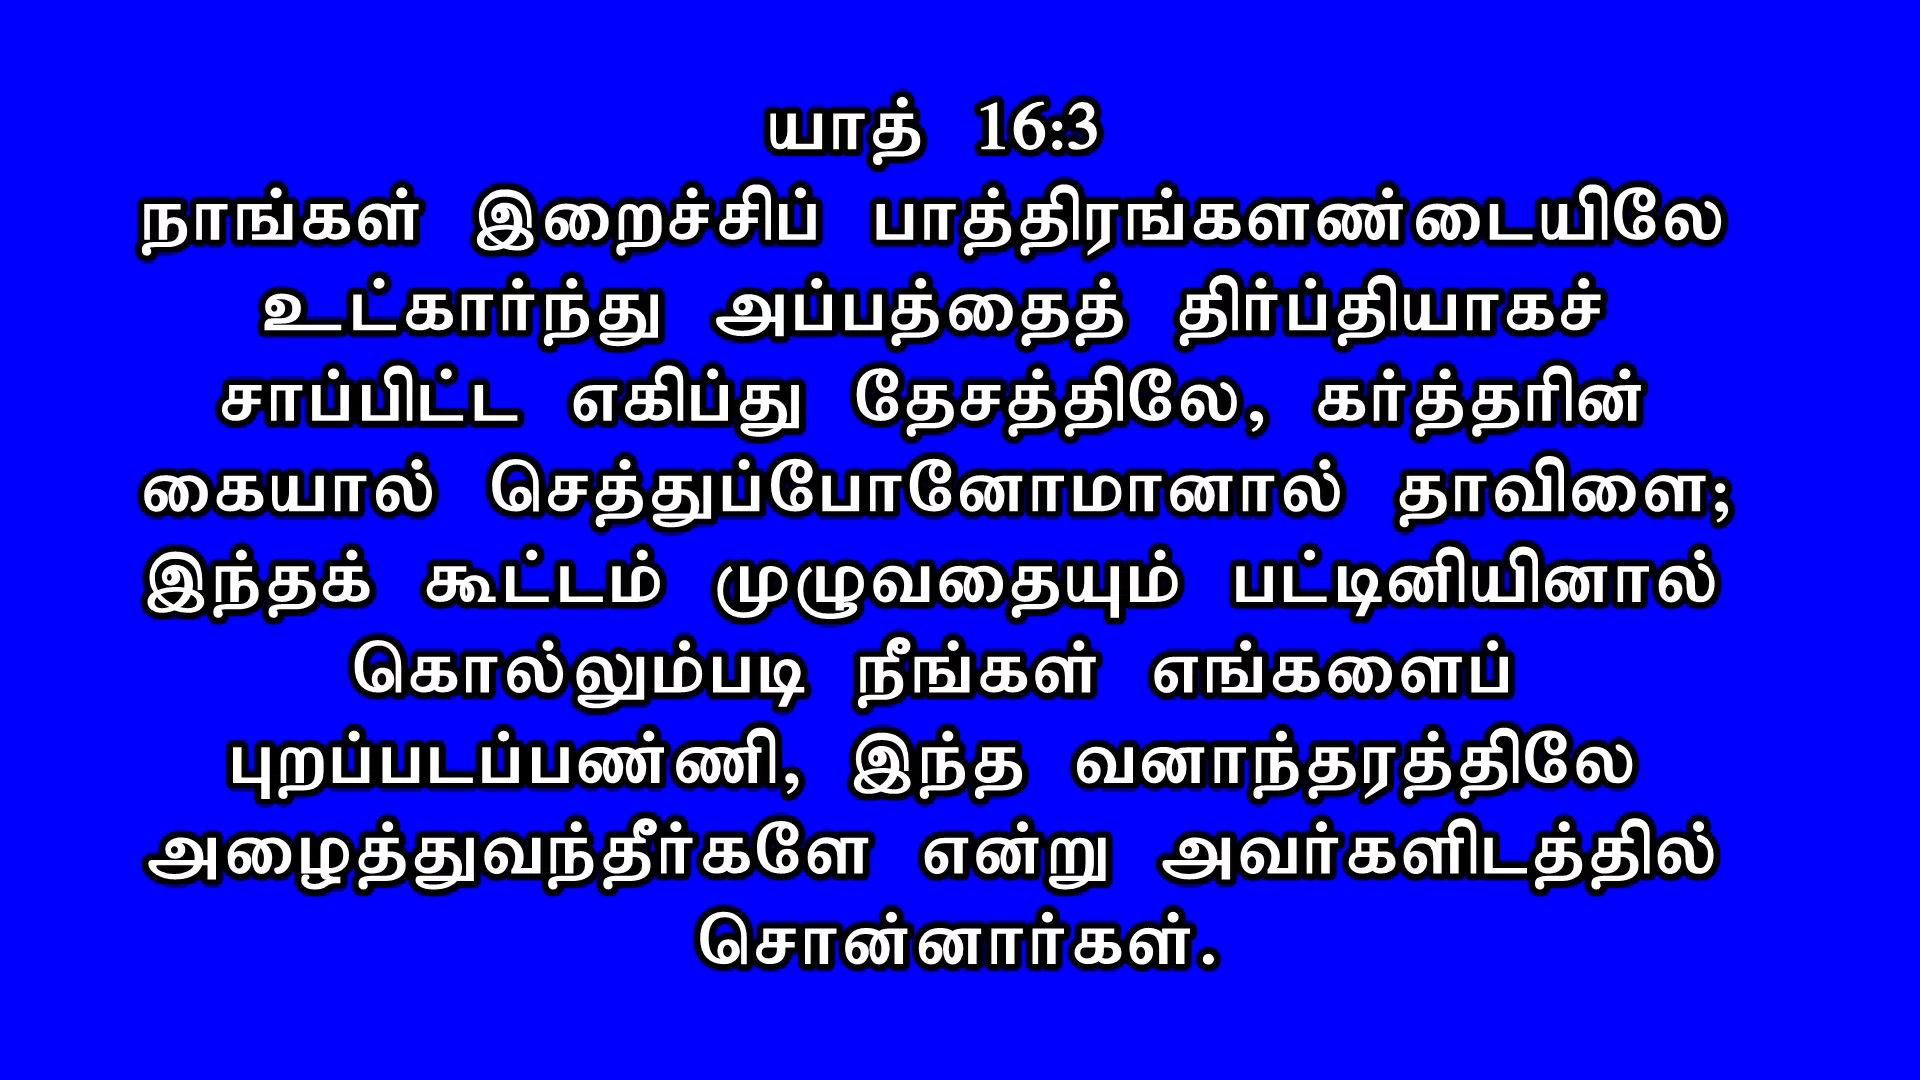 யாத் 16:3
நாங்கள் இறைச்சிப் பாத்திரங்களண்டையிலே
உட்கார்ந்து அப்பத்தைத் திர்ப்தியாகச்
சாப்பிட்ட எகிப்து தேசத்திலே, கர்த்தரின்
கையால் செத்துப்போனோமானால் தாவிளை;
இந்தக் கூட்டம் முழுவதையும் பட்டினியினால்
கொல்லும்படி நீங்கள் எங்களைப்
புறப்படப்பண்ணி, இந்த வனாந்தரத்திலே
அழைத்துவந்தீர்களே என்று அவர்களிடத்தில்
சொன்னார்கள்.